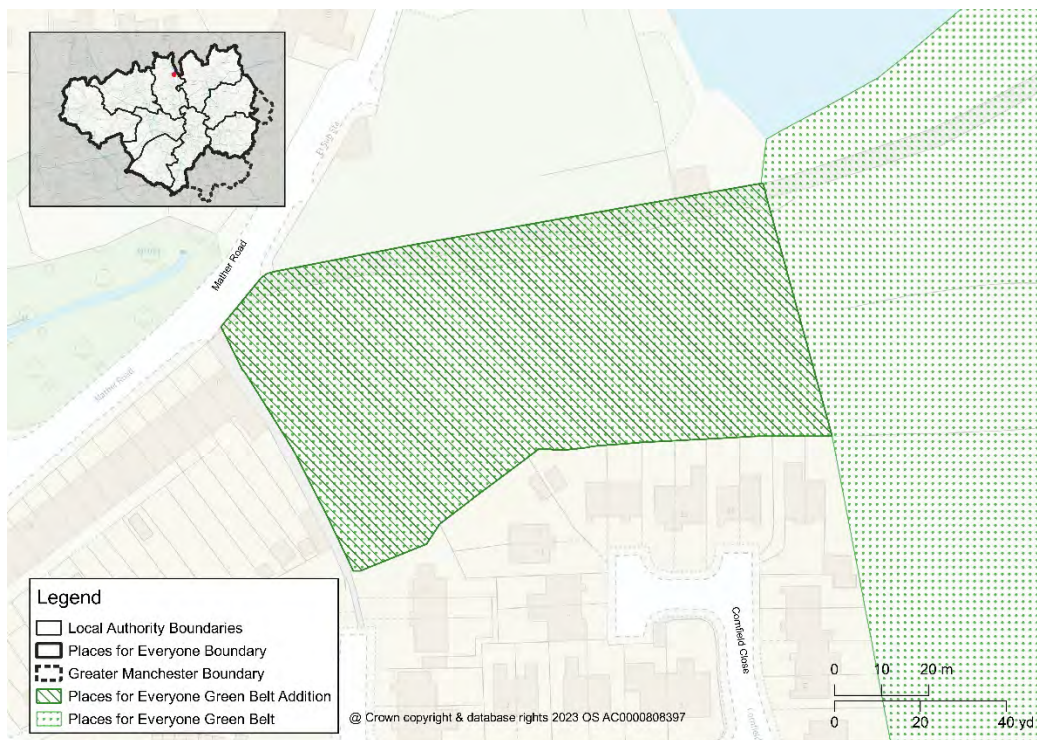 Mather Road
Mather Road
Cornfield Close
Legend
Local Authority Boundaries
Places for Everyone Boundary
Greater Manchester Boundary
Places for Everyone Green Belt Addition
Places for Everyone Green Belt
@ Crown copyright & database rights 2023 OS AC0000808397
0 10 20 m
0 20 40 yd